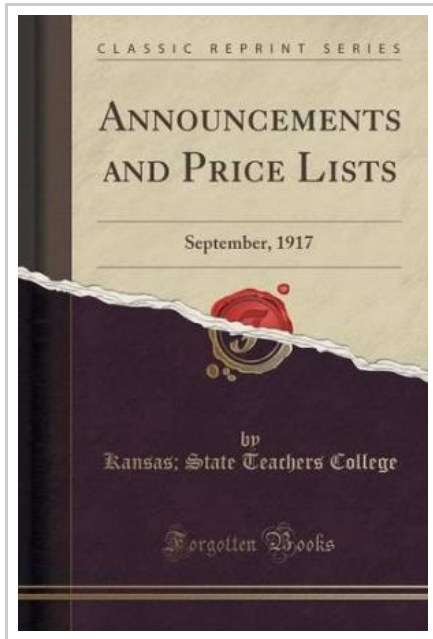 CLASSIC REPRINT SERIES
ANNOUNCEMENTS
AND PRICE LISTS
September, 1917
by
Kansas; State Teachers College
Forgotten Books